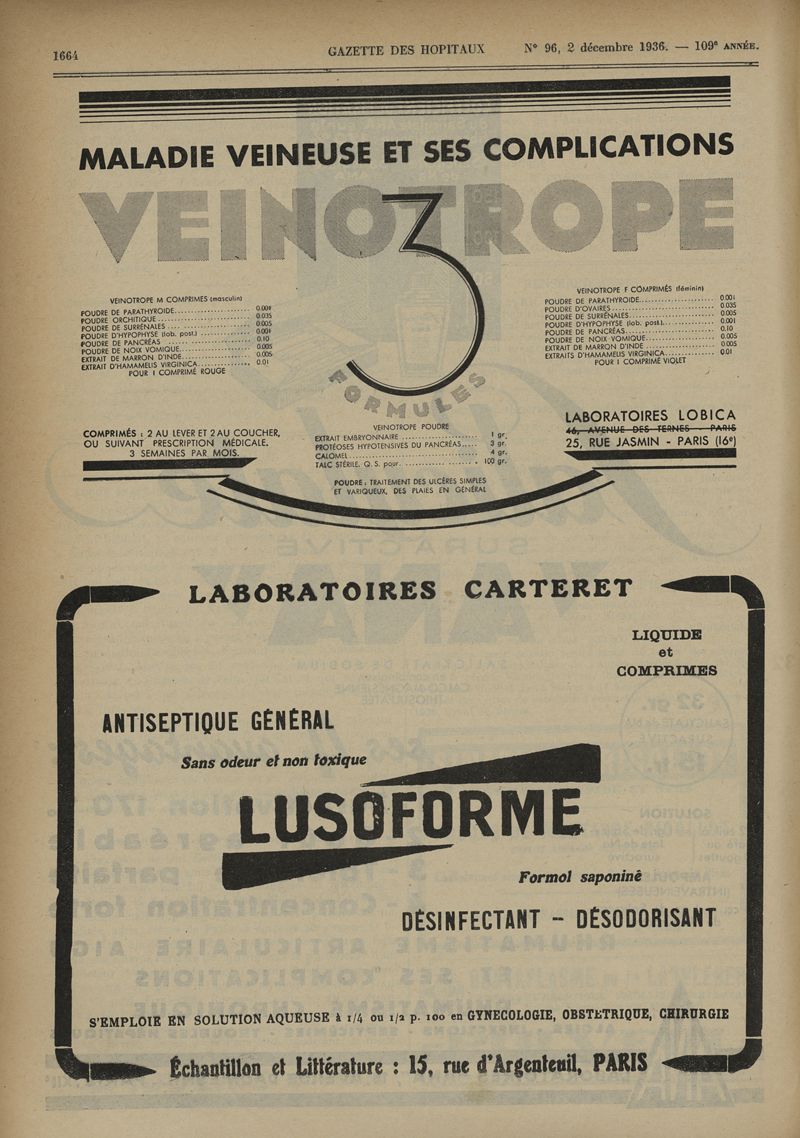 1664
GAZETTE DES HOPITAUX
N° 96, 2 décembre 1936. — 109e ANNÉE.
MALADIE VEINEUSE ET SES COMPLICATIONS
VEINOTROPE
3
FORMULES
VEINOTROPE M COMPRIMES (masculin)
POUDRE DE PARATHYROIDE 0.001
POUDRE ORCHITIQUE 0.035
POUDRE DE SURRÉNALES 0.005
POUDRE D'HYPOPHYSE (lob. post.) 0.001
POUDRE DE PANCRÉAS 0.10
POUDRE DE NOIX VOMIQUE 0.005
EXTRAIT DE MARRON D'INDE 0.005
EXTRAIT D'HAMAMELIS VIRGINICA 0.01
POUR 1 COMPRIMÉ ROUGE
VEINOTROPE F COMPRIMÉS (féminin)
POUDRE DE PARATHYROIDE 0.001
POUDRE D'OVAIRES 0.035
POUDRE DE SURRÉNALES 0.005
POUDRE D'HYPOPHYSE (lob. post.) 0.001
POUDRE DE PANCRÉAS 0.10
POUDRE DE NOIX VOMIQUE 0.005
EXTRAIT DE MARRON D'INDE 0.005
EXTRAITS D'HAMAMELIS VIRGINICA 0.01
POUR 1 COMPRIMÉ VIOLET
COMPRIMÉS : 2 AU LEVER ET 2 AU COUCHER,
OU SUIVANT PRESCRIPTION MÉDICALE.
3 SEMAINES PAR MOIS.
VEINOTROPE POUDRE
EXTRAIT EMBRYONNAIRE 1 gr.
PROTÉOSES HYPOTENSIVES DU PANCRÉAS 3 gr.
CALOMEL 4 gr.
TALC STÉRILE. Q. S. pour 100 gr.
POUDRE : TRAITEMENT DES ULCÈRES SIMPLES
ET VARIQUEUX, DES PLAIES EN GÉNÉRAL
LABORATOIRES LOBICA
46, AVENUE DES TERNES - PARIS
25, RUE JASMIN - PARIS (16e)
LABORATOIRES CARTERET
LIQUIDE
et
COMPRIMES
ANTISEPTIQUE GÉNÉRAL
Sans odeur et non toxique
LUSOFORME
Formol saponiné
DÉSINFECTANT - DÉSODORISANT
S'EMPLOIE EN SOLUTION AQUEUSE à 1/4 ou 1/2 p. 100 en GYNECOLOGIE, OBSTÉTRIQUE, CHIRURGIE
Échantillon et Littérature : 15, rue d'Argenteuil, PARIS